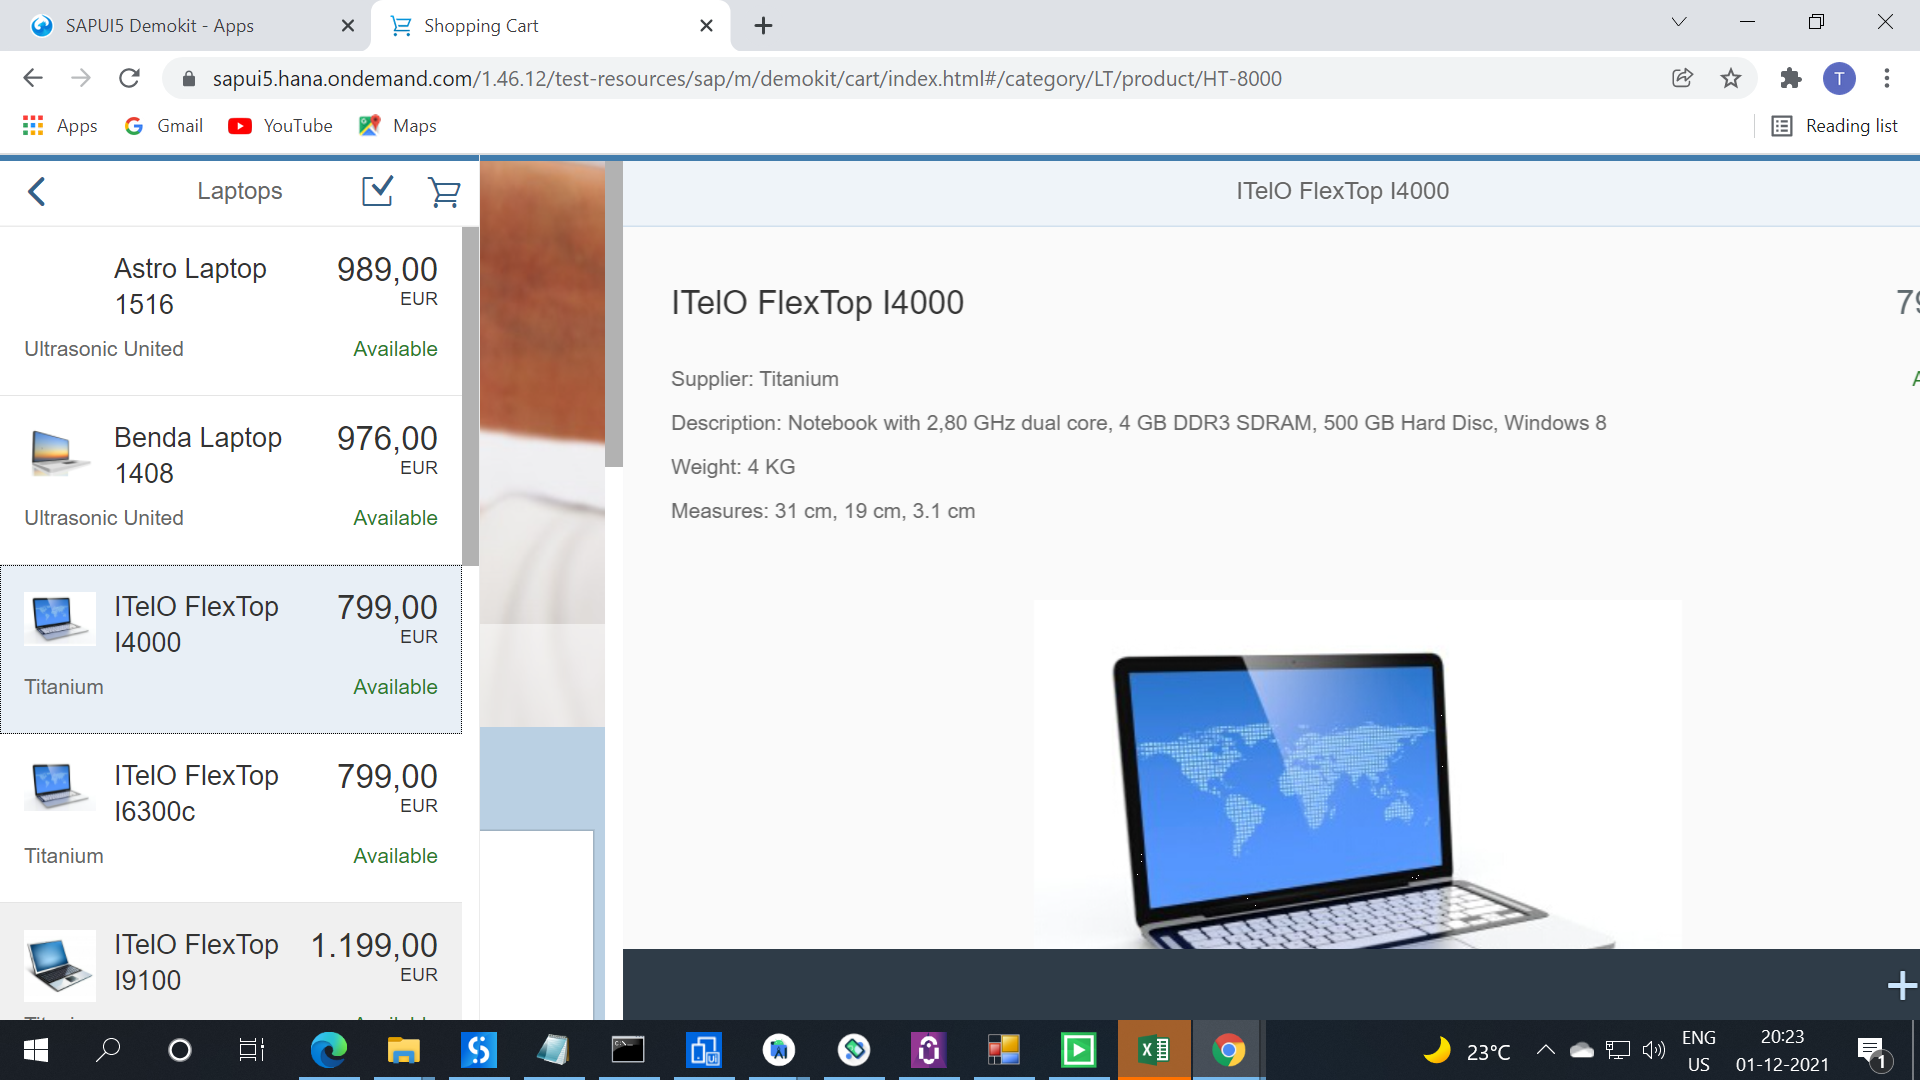 SAPUI5 Demokit - Apps
Shopping Cart
sapui5.hana.ondemand.com/1.46.12/test-resources/sap/m/demokit/cart/index.html#/category/LT/product/HT-8000
T
Apps
Gmail
YouTube
Maps
Reading list
Laptops
ITelO FlexTop I4000
Astro Laptop
1516
989,00
EUR
Ultrasonic United
Available
Benda Laptop
1408
976,00
EUR
Ultrasonic United
Available
ITelO FlexTop
I4000
799,00
EUR
Titanium
Available
ITelO FlexTop
I6300c
799,00
EUR
Titanium
Available
ITelO FlexTop
I9100
1.199,00
EUR
ITelO FlexTop I4000
Supplier: Titanium
Description: Notebook with 2,80 GHz dual core, 4 GB DDR3 SDRAM, 500 GB Hard Disc, Windows 8
Weight: 4 KG
Measures: 31 cm, 19 cm, 3.1 cm
23°C
ENG
US
20:23
01-12-2021
1